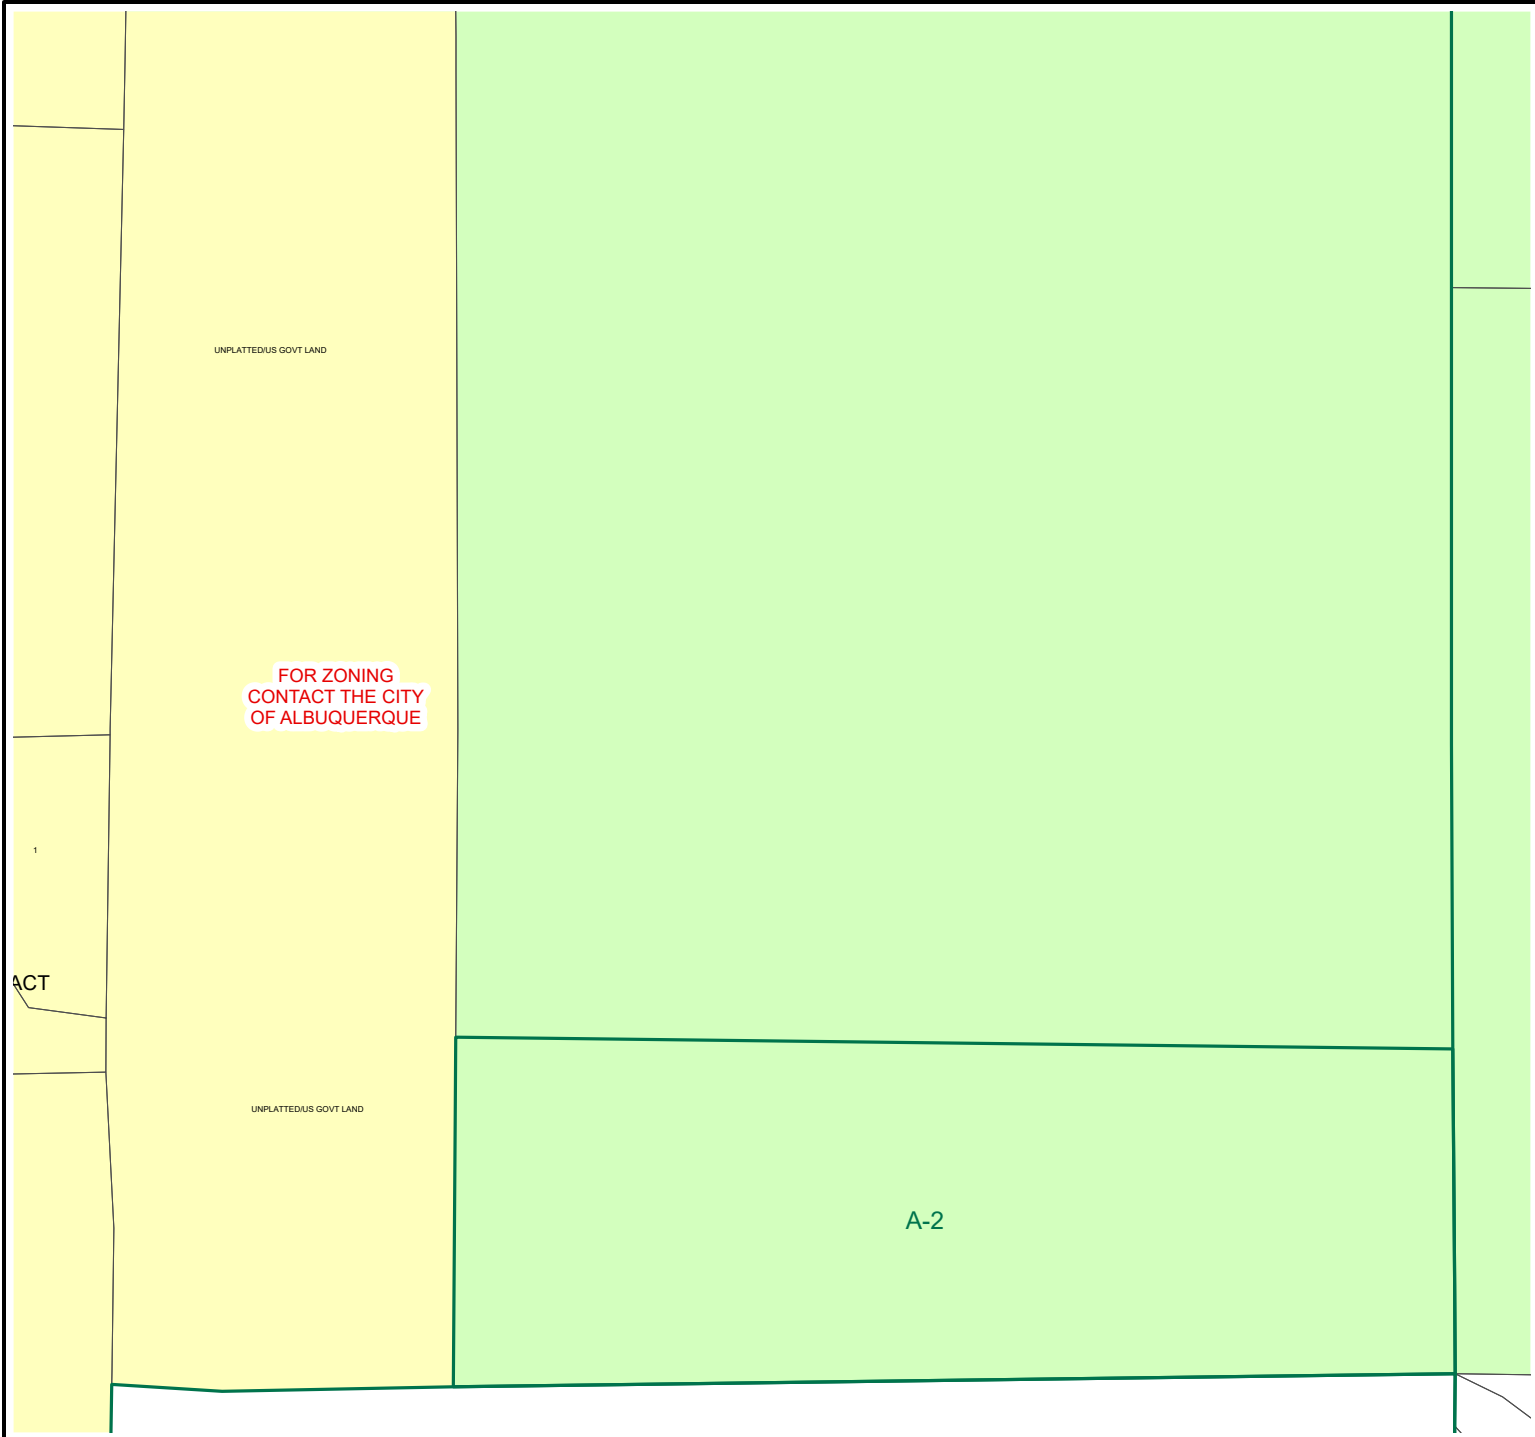 UNPLATTED/US GOVT LAND
FOR ZONING
CONTACT THE CITY
OF ALBUQUERQUE
1
ACT
UNPLATTED/US GOVT LAND
A-2